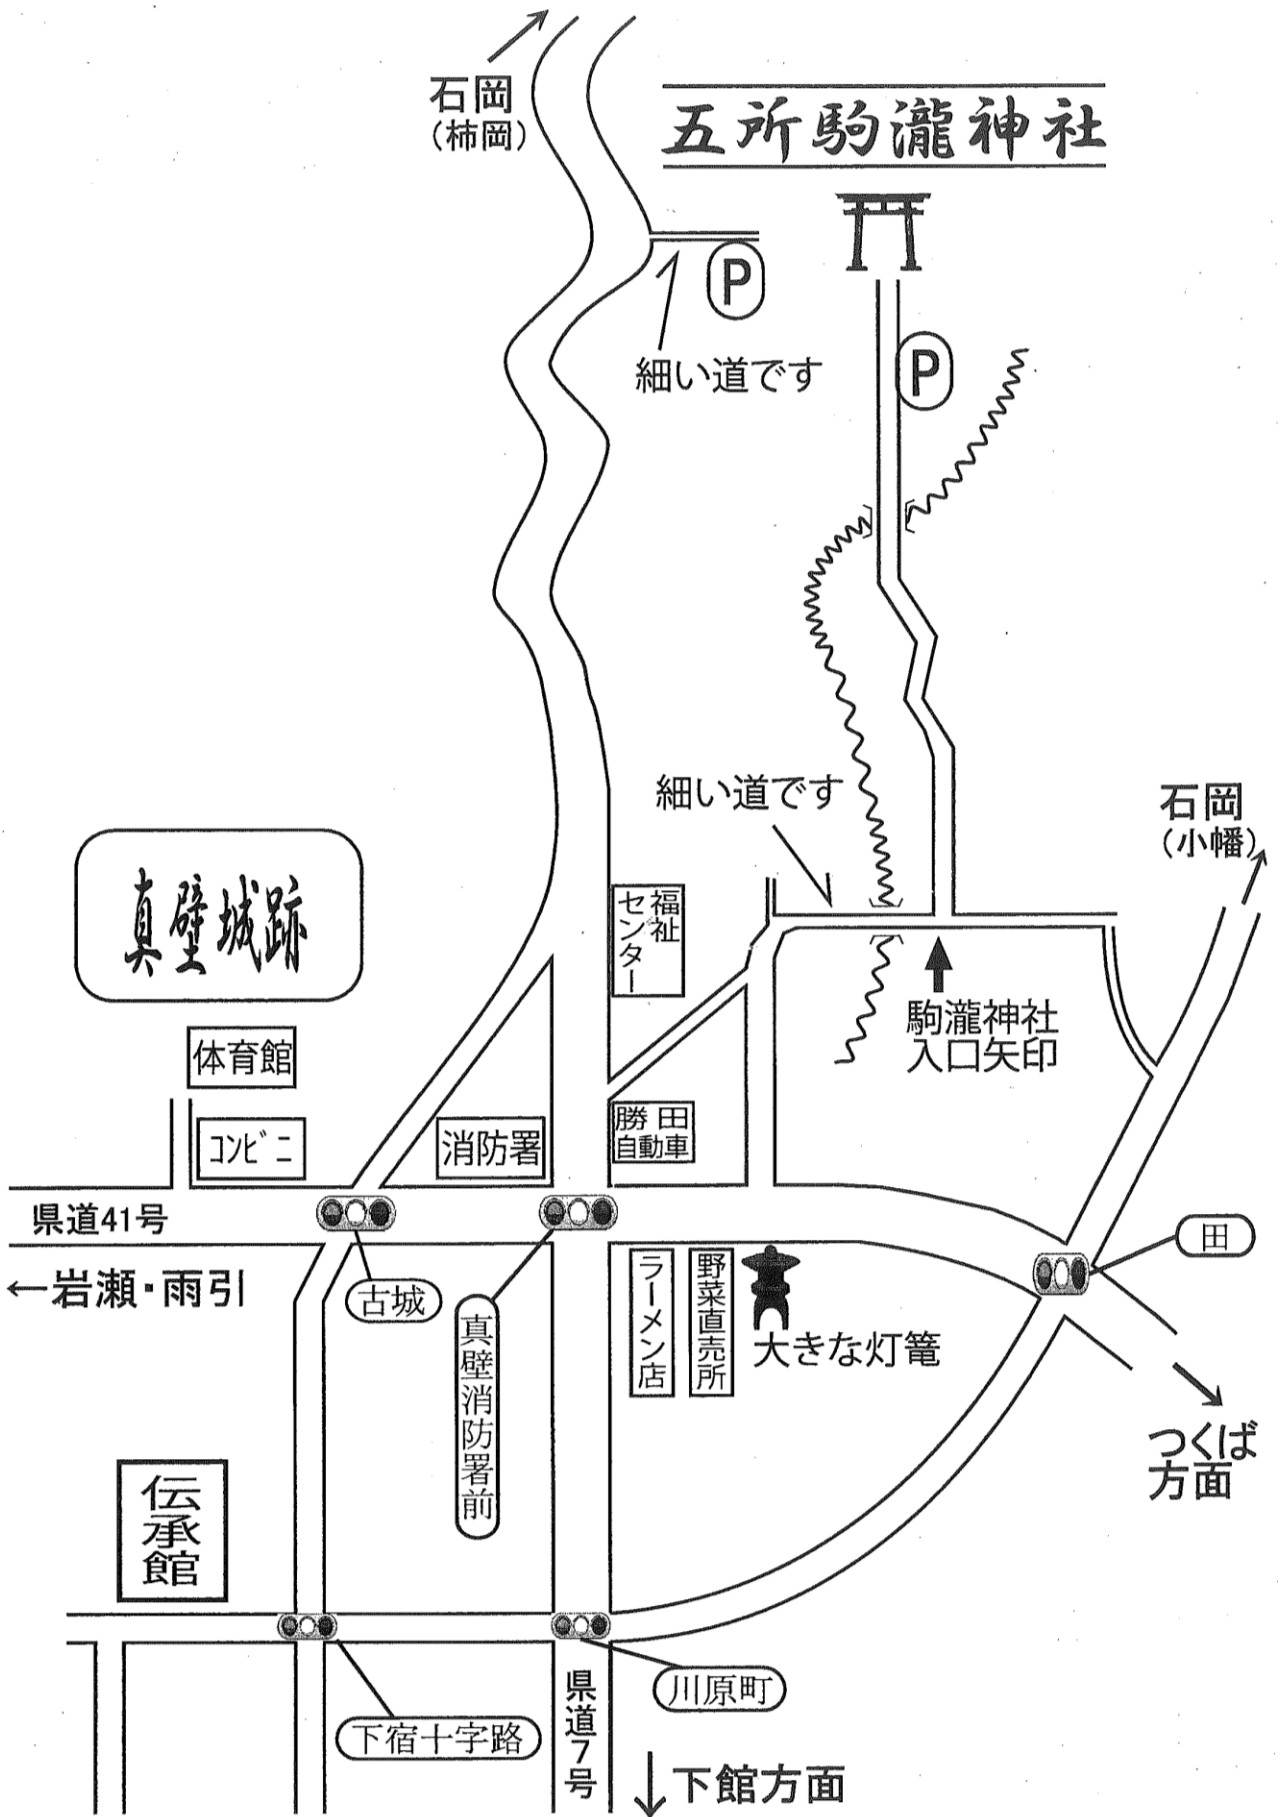 石岡
(柿岡)
五所駒瀧神社
P
細い道です
P
細い道です
石岡
(小幡)
真壁城跡
福祉
センター
駒瀧神社
入口矢印
体育館
コンビニ
消防署
勝田
自動車
県道41号
田
←岩瀬・雨引
古城
真壁消防署前
ラーメン店
野菜直売所
大きな灯篭
つくば
方面
伝承館
川原町
下宿十字路
県道7号
下館方面